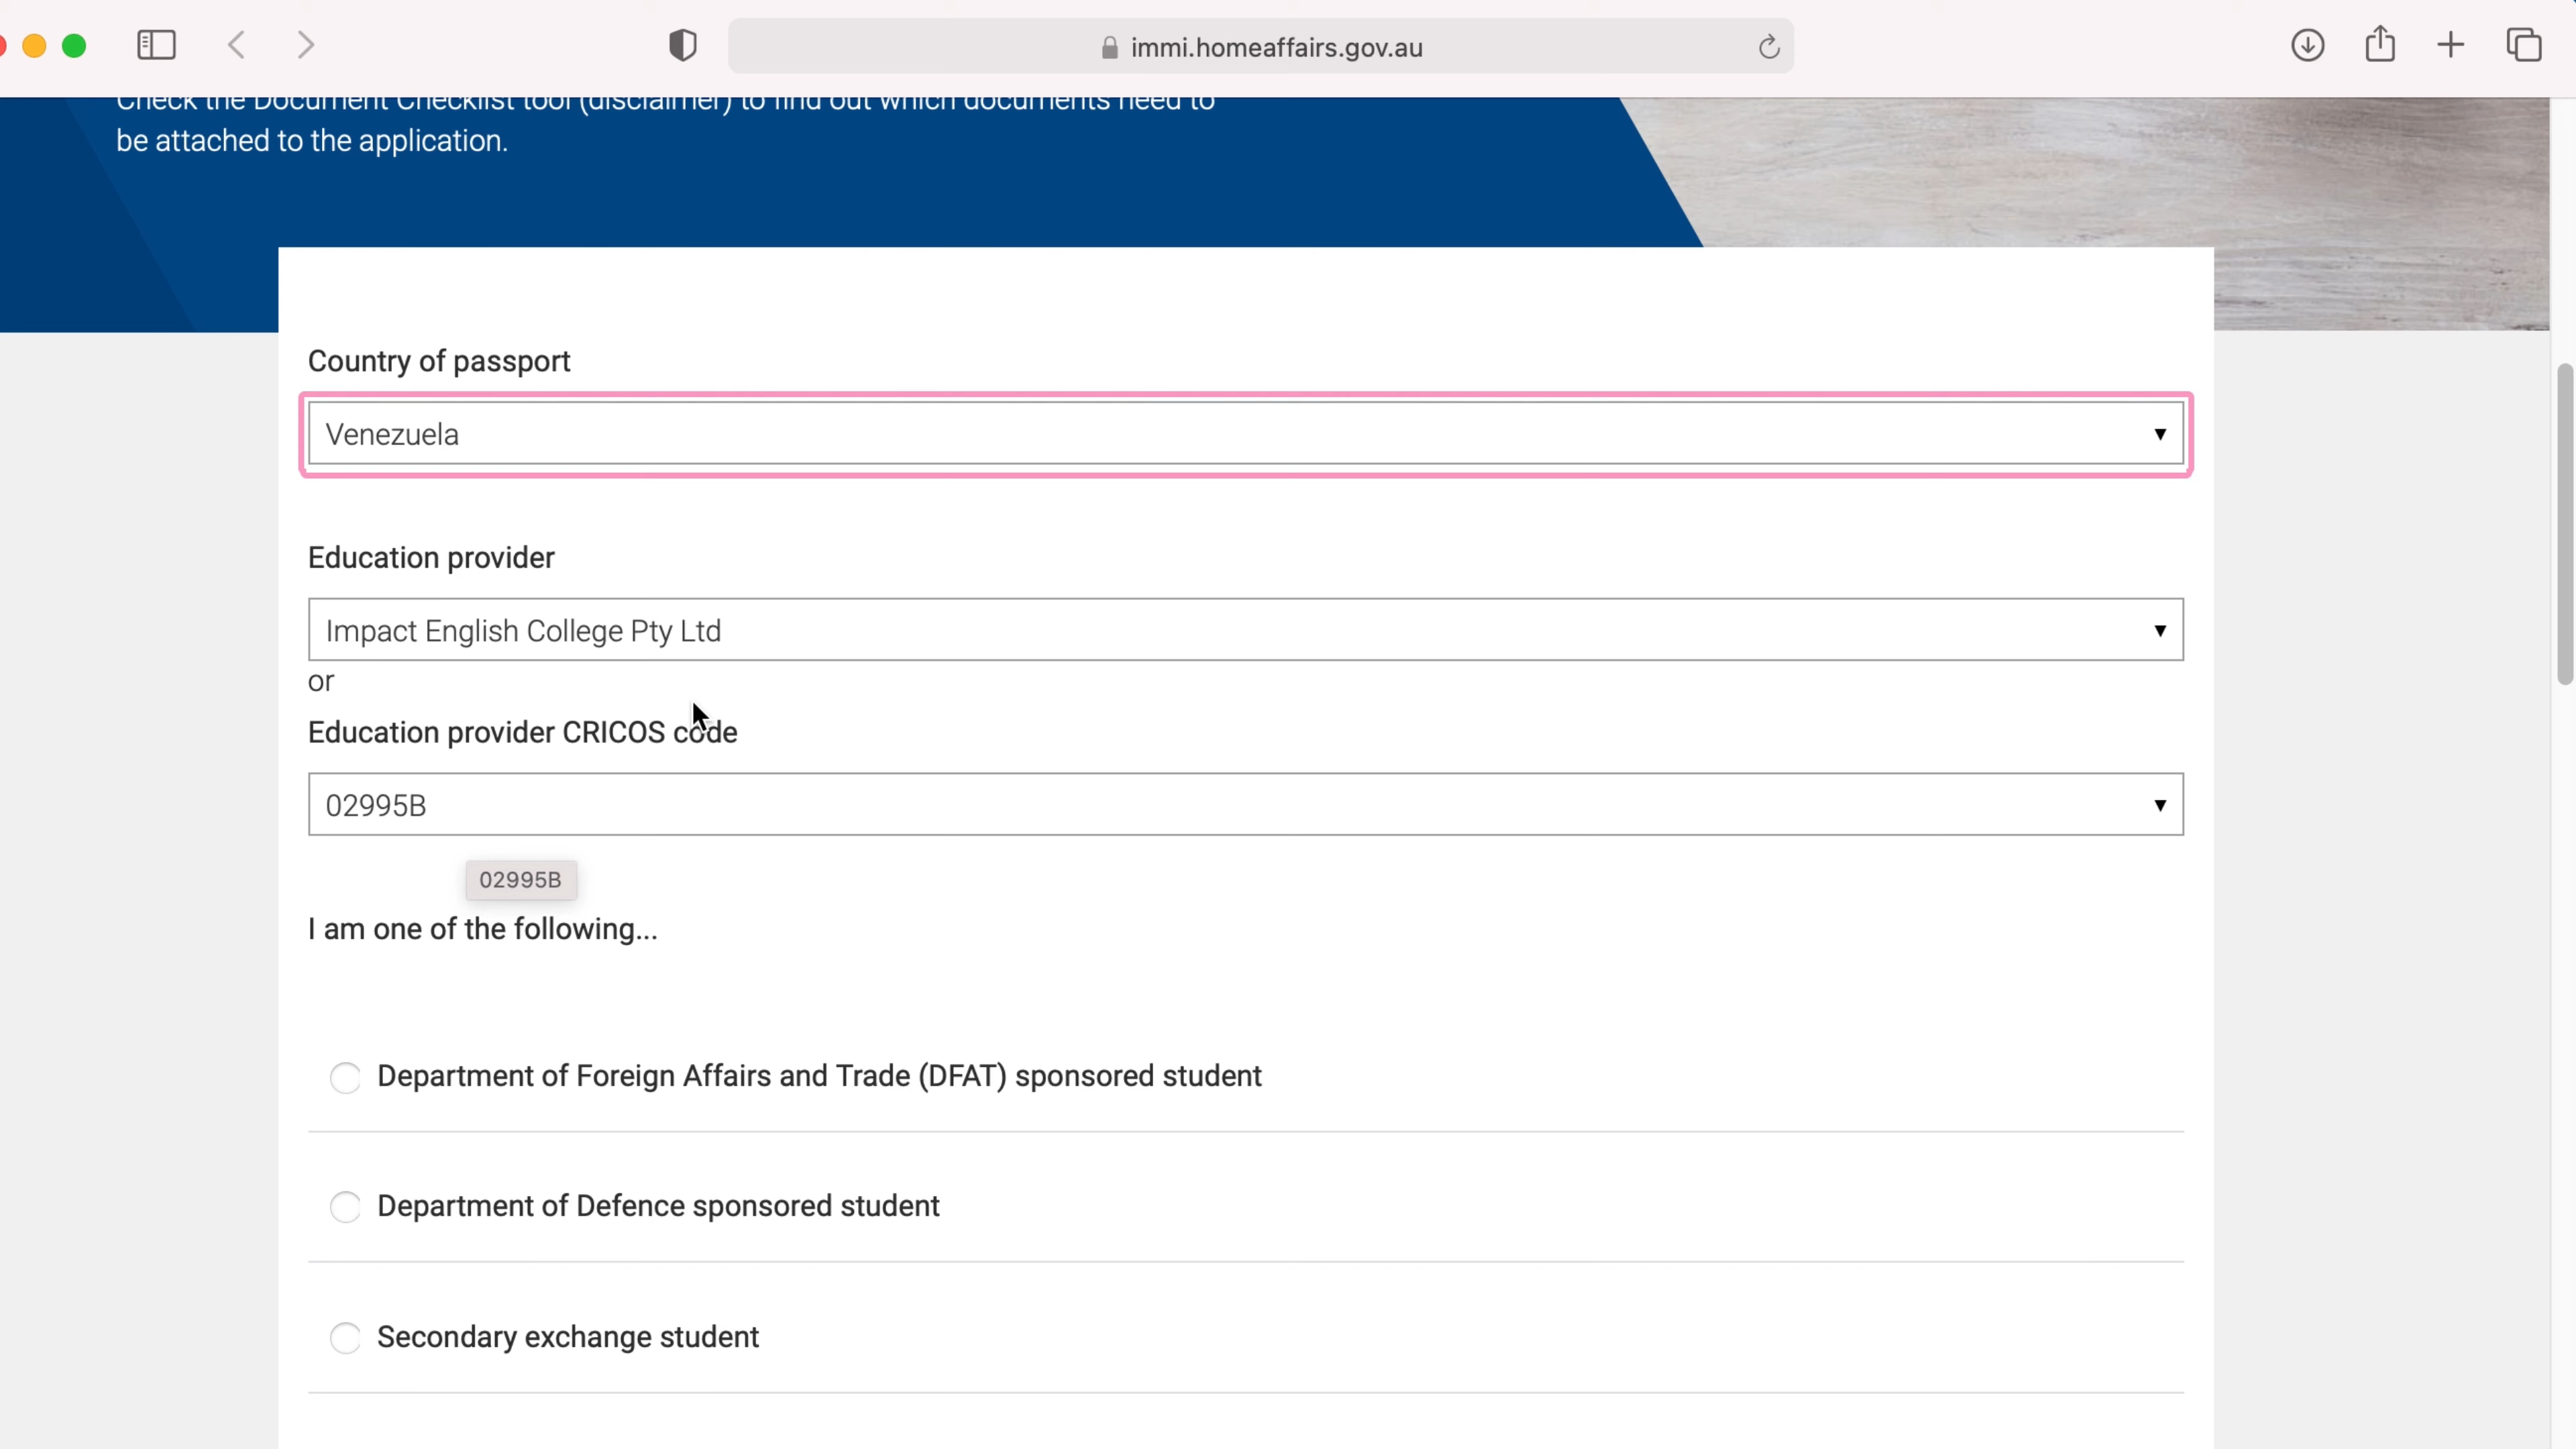 immi.homeaffairs.gov.au
Check the Document Checklist tool (disclaimer) to find out which documents need to
be attached to the application.
Country of passport
Venezuela
Education provider
Impact English College Pty Ltd
or
Education provider CRICOS code
02995B
02995B
I am one of the following...
Department of Foreign Affairs and Trade (DFAT) sponsored student
Department of Defence sponsored student
Secondary exchange student